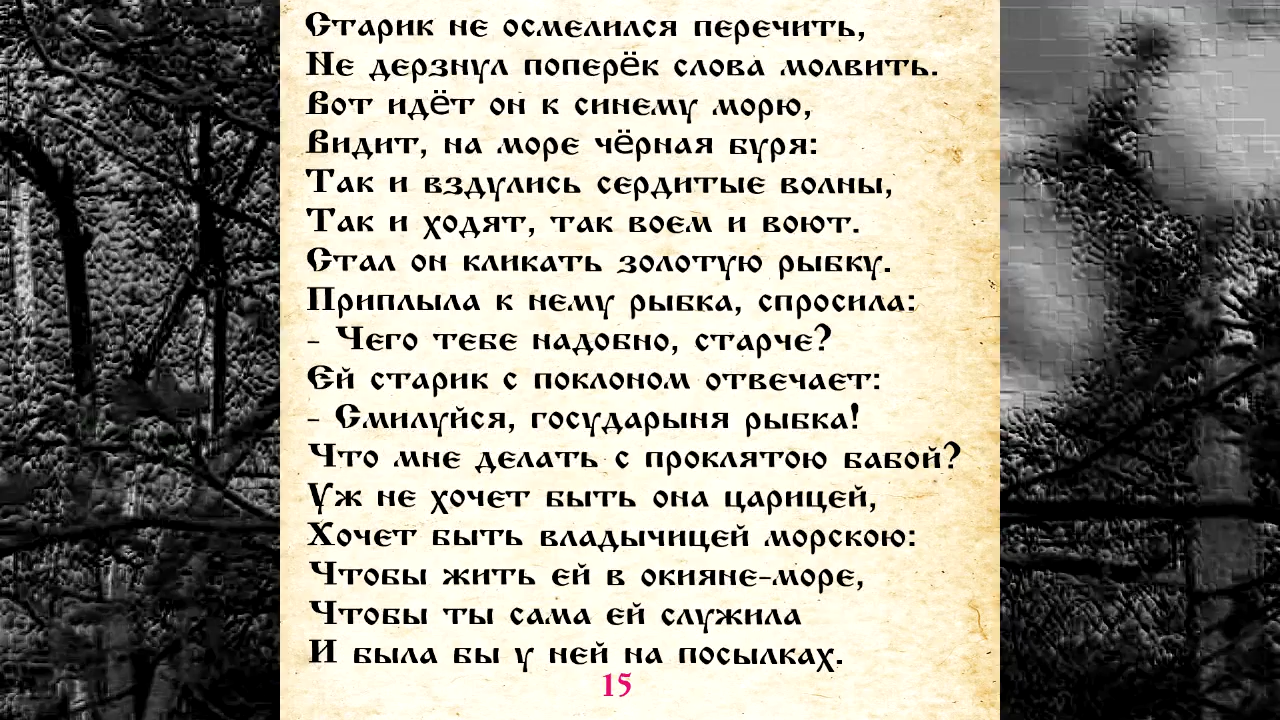 Старик не осмелился перечить,
Не дерзнул поперёк слова молвить.
Вот идёт он к синему морю,
Видит, на море чёрная буря:
Так и вздулись сердитые волны,
Так и ходят, так воем и воют.
Стал он кликать золотую рыбку.
Приплыла к нему рыбка, спросила:
- Чего тебе надобно, старче?
Ей старик с поклоном отвечает:
- Смилуйся, государыня рыбка!
Что мне делать с проклятою бабой?
Уж не хочет быть она царицей,
Хочет быть владычицей морскою:
Чтобы жить ей в окияне-море,
Чтобы ты сама ей служила
И была бы у ней на посылках.
15